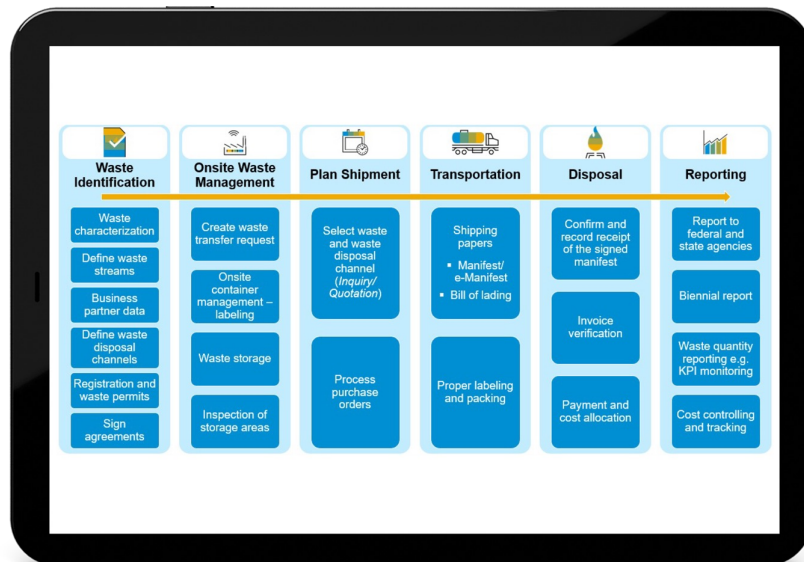 Waste
Identification
Waste
characterization
Define waste
streams
Business
partner data
Define waste
disposal
channels
Registration and
waste permits
Sign
agreements
Onsite Waste
Management
Create waste
transfer request
Onsite
container
management –
labeling
Waste storage
Inspection of
storage areas
Plan Shipment
Select waste
and waste
disposal
channel
(Inquiry/
Quotation)
Process
purchase
orders
Transportation
Shipping
papers
▪ Manifest/
e-Manifest
▪ Bill of lading
Proper labeling
and packing
Disposal
Confirm and
record receipt
of the signed
manifest
Invoice
verification
Payment and
cost allocation
Reporting
Report to
federal and
state agencies
Biennial report
Waste quantity
reporting e.g.
KPI monitoring
Cost controlling
and tracking